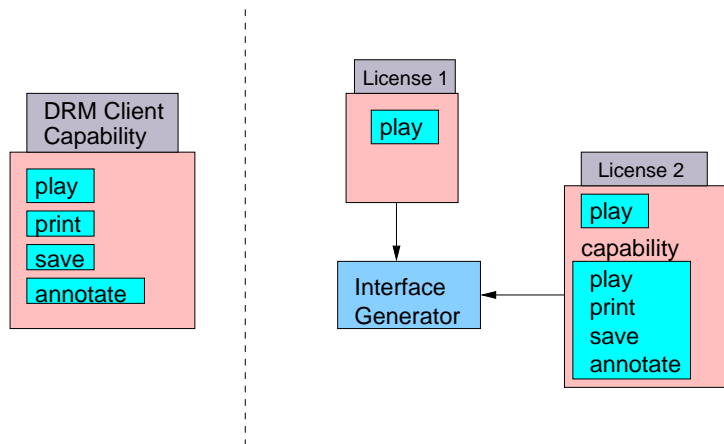 DRM Client
Capability
play
print
save
annotate
License 1
play
Interface
Generator
License 2
play
capability
play
print
save
annotate